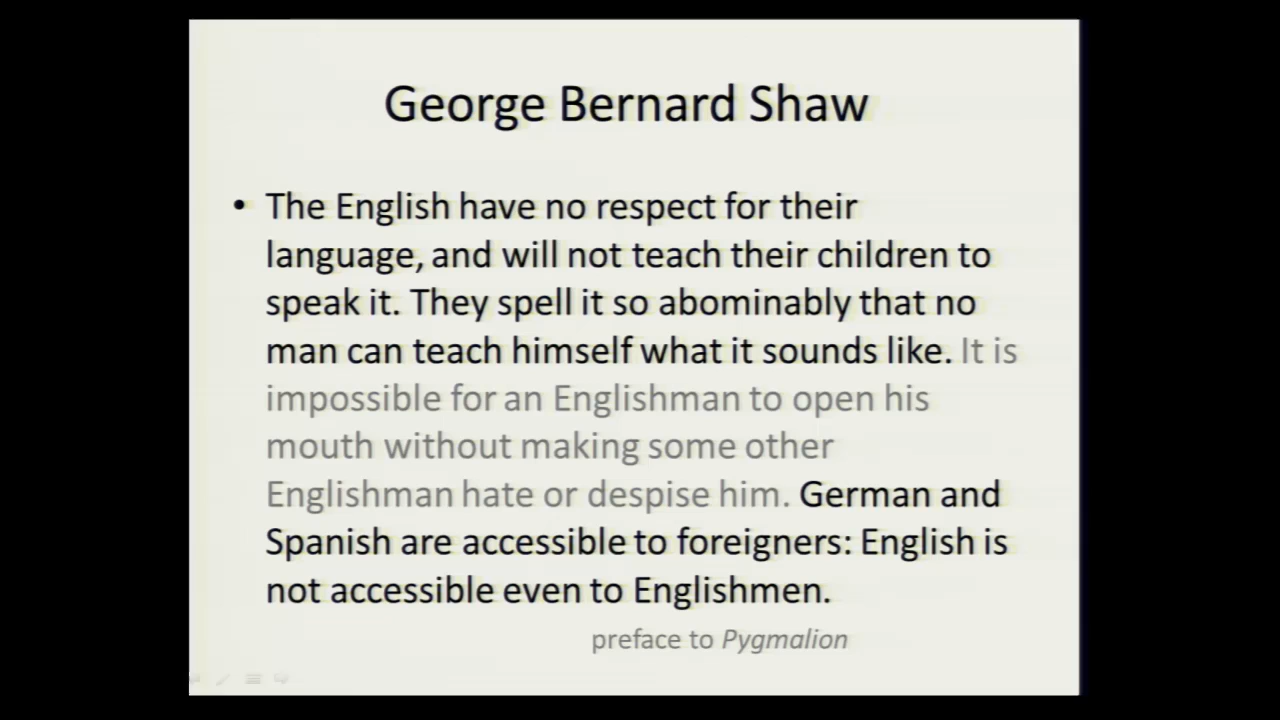 George Bernard Shaw
• The English have no respect for their
language, and will not teach their children to
speak it. They spell it so abominably that no
man can teach himself what it sounds like. It is
impossible for an Englishman to open his
mouth without making some other
Englishman hate or despise him. German and
Spanish are accessible to foreigners: English is
not accessible even to Englishmen.
preface to Pygmalion